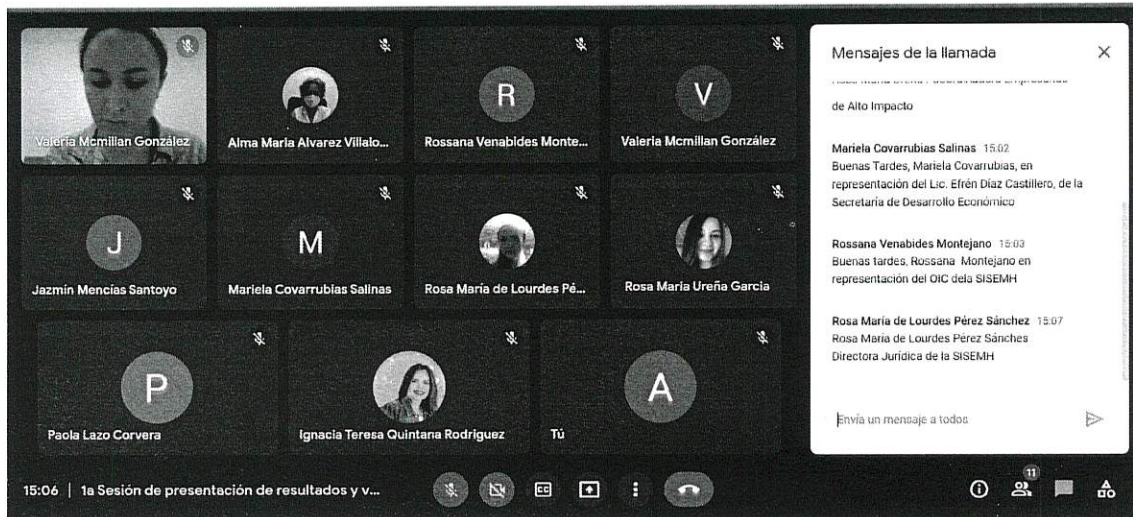 Valeria Mcmillan González
Alma Maria Alvarez Villalo...
R
Rossana Venabides Monte...
V
Valeria Mcmillan González
J
Jazmín Mencías Santoyo
M
Mariela Covarrubias Salinas
Rosa María de Lourdes Pé...
Rosa Maria Ureña Garcia
P
Paola Lazo Corvera
Ignacia Teresa Quintana Rodriguez
A
Tú
Mensajes de la llamada
de Alto Impacto
Mariela Covarrubias Salinas 15:02
Buenas Tardes, Mariela Covarrubias, en
representación del Lic. Efrén Díaz Castillero, de la
Secretaría de Desarrollo Económico
Rossana Venabides Montejano 15:03
Buenas tardes, Rossana Montejano en
representación del OIC dela SISEMH
Rosa María de Lourdes Pérez Sánchez 15:07
Rosa María de Lourdes Pérez Sánches
Directora Jurídica de la SISEMH
Envía un mensaje a todos
15:06 | 1a Sesión de presentación de resultados y v...
CC
11